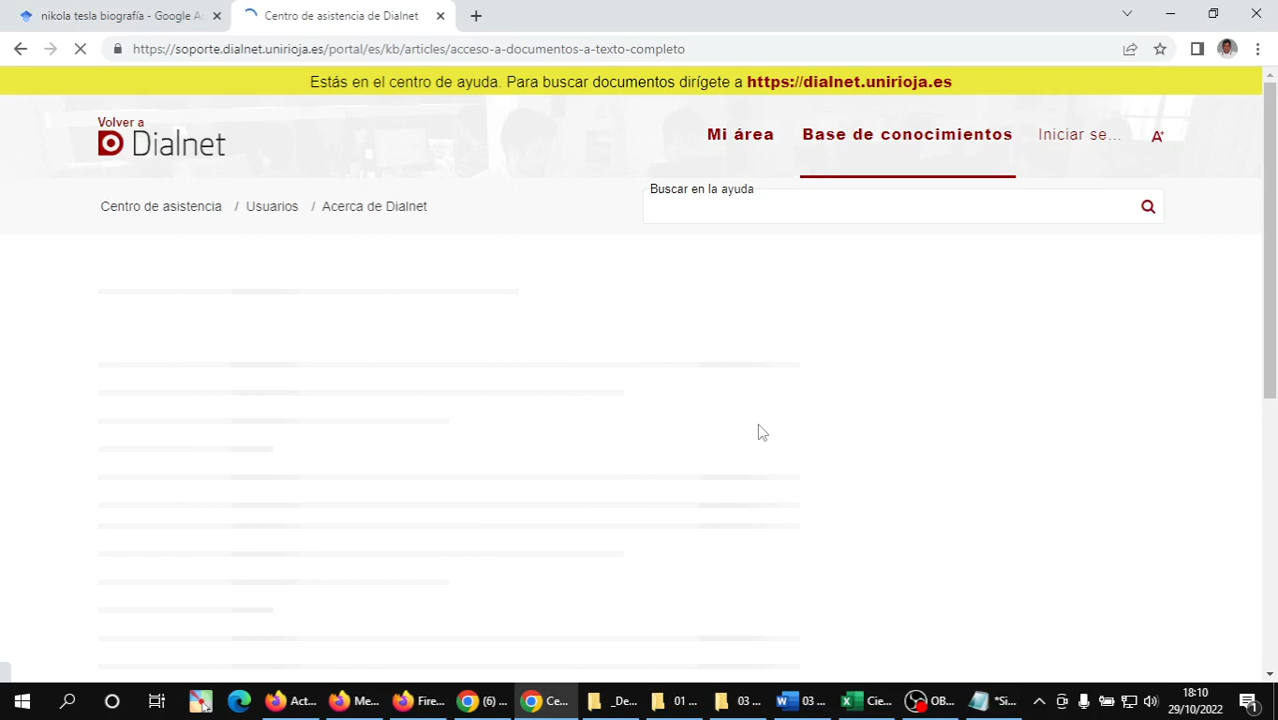 nikola tesla biografía - Google Ac
Centro de asistencia de Dialnet
https://soporte.dialnet.unirioja.es/portal/es/kb/articles/acceso-a-documentos-a-texto-completo
Estás en el centro de ayuda. Para buscar documentos dirígete a https://dialnet.unirioja.es
Volver a
Dialnet
Mi área
Base de conocimientos
Iniciar se...
A+
Centro de asistencia / Usuarios / Acerca de Dialnet
Buscar en la ayuda
Act...
Me...
Fire...
(6) ...
Ce...
_De...
01 ...
03 ...
03 ...
Cie...
OB...
*Si...
18:10
29/10/2022
1